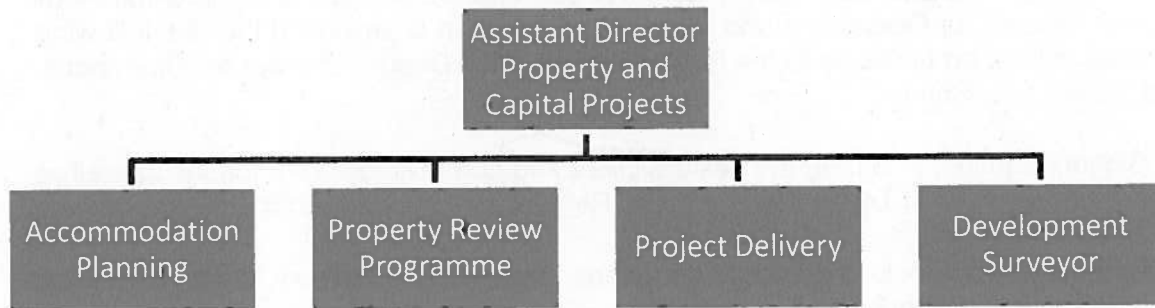 Assistant Director
Property and
Capital Projects
Accommodation
Planning
Property Review
Programme
Project Delivery
Development
Surveyor